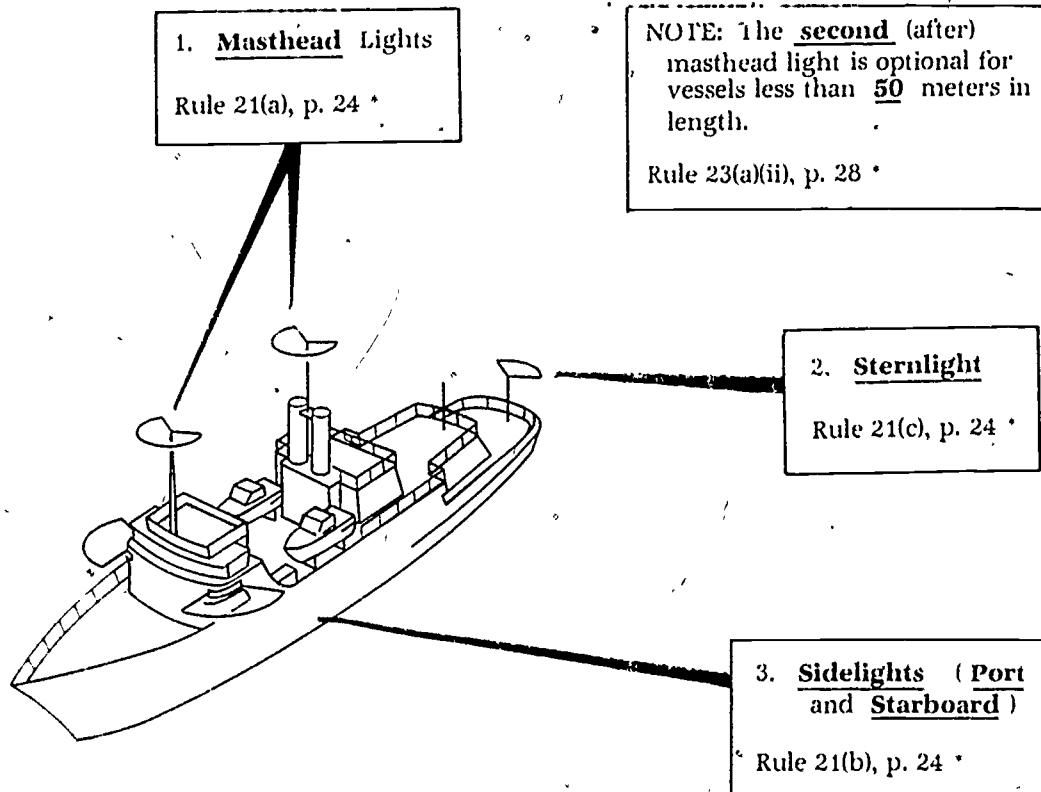 1. Masthead Lights
Rule 21(a), p. 24 *
NOTE: The second (after)
masthead light is optional for
vessels less than 50 meters in
length.
Rule 23(a)(ii), p. 28 *
2. Sternlight
Rule 21(c), p. 24 *
3. Sidelights ( Port
and Starboard )
Rule 21(b), p. 24 *